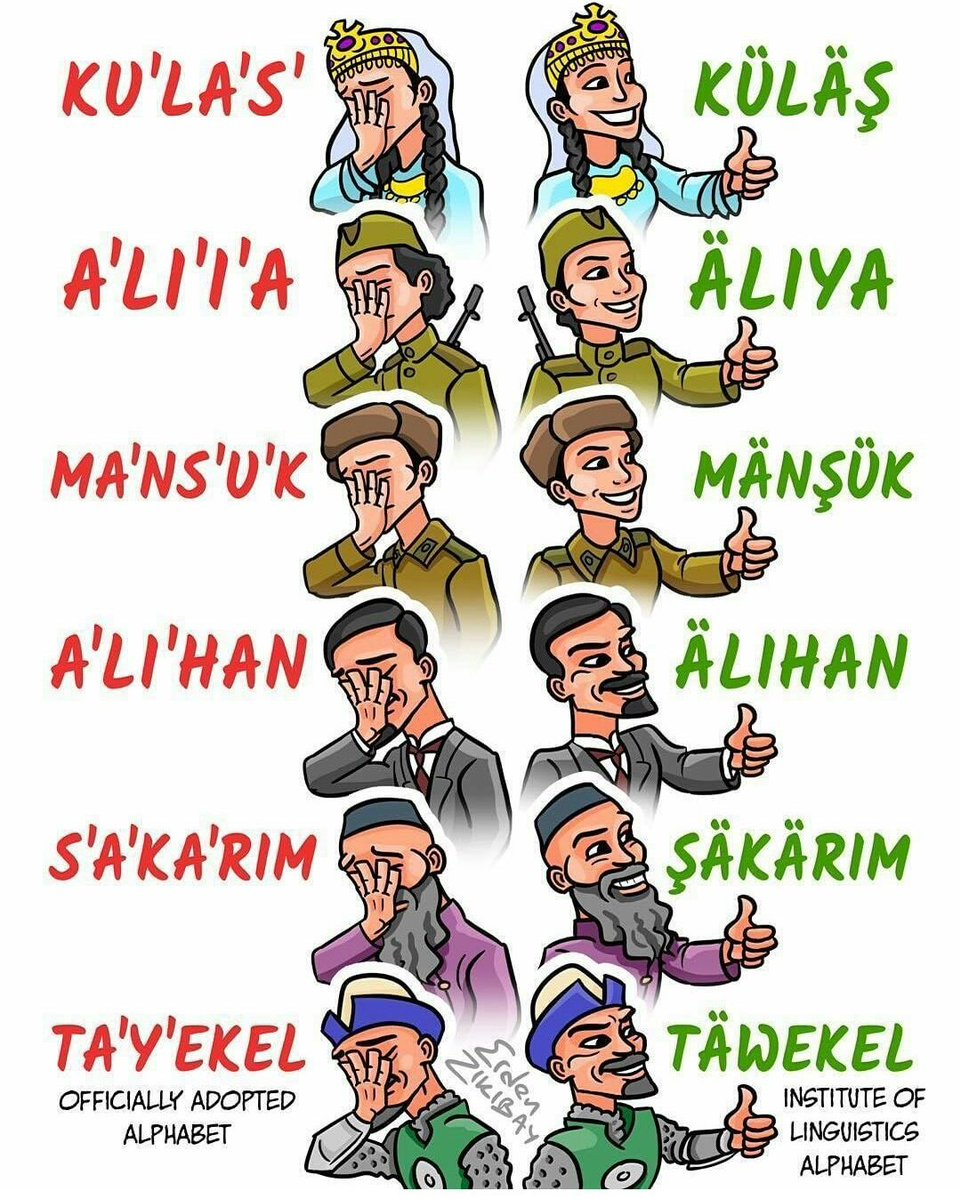 KU'LA'S' KÜLÄŞ
A'LI'I'A ÄLIYA
MA'NS'U'K MÄNŞÜK
A'LI'HAN ÄLIHAN
S'A'KA'RIM ŞÄKÄRIM
TA'Y'EKEL TÄWEKEL
OFFICIALLY ADOPTED
ALPHABET
Erden
ZIKIBAY
INSTITUTE OF
LINGUISTICS
ALPHABET